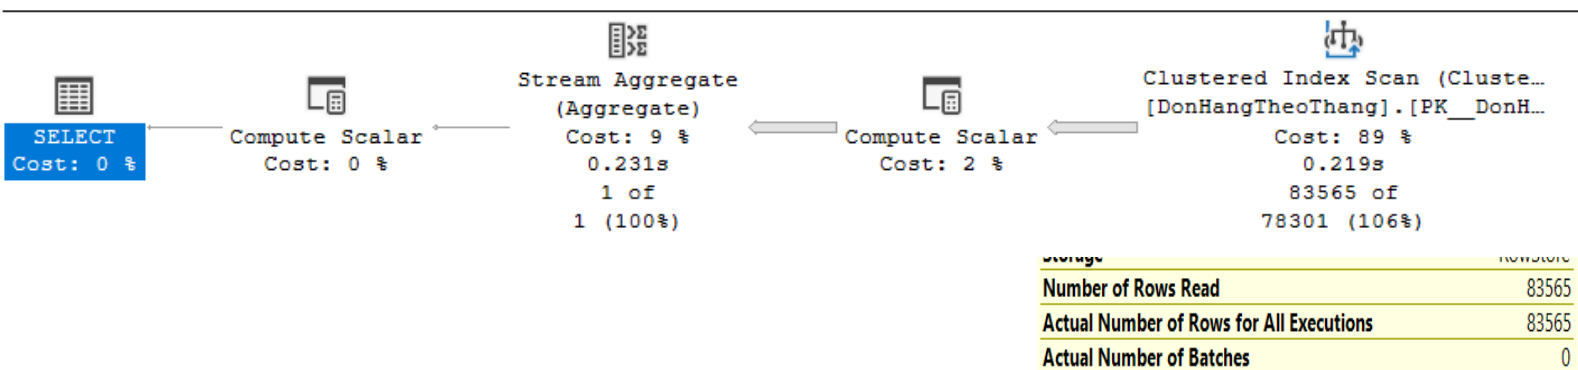 SELECT
Cost: 0 %
Compute Scalar
Cost: 0 %
Stream Aggregate
(Aggregate)
Cost: 9 %
0.231s
1 of
1 (100%)
Compute Scalar
Cost: 2 %
Clustered Index Scan (Cluste…
[DonHangTheoThang].[PK__DonH…
Cost: 89 %
0.219s
83565 of
78301 (106%)
Storage Rowstore
Number of Rows Read 83565
Actual Number of Rows for All Executions 83565
Actual Number of Batches 0